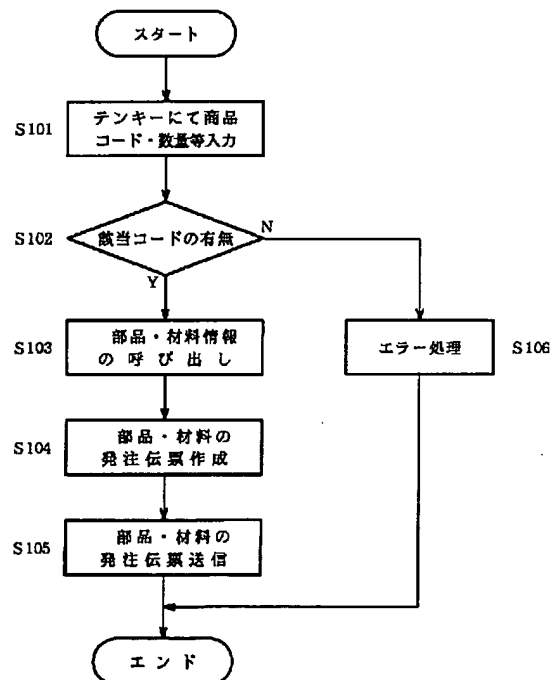 スタート
S101
テンキーにて商品
コード・数量等入力
S102
該当コードの有無
N
Y
S103
部品・材料情報
の呼び出し
エラー処理
S106
S104
部品・材料の
発注伝票作成
S105
部品・材料の
発注伝票送信
エンド